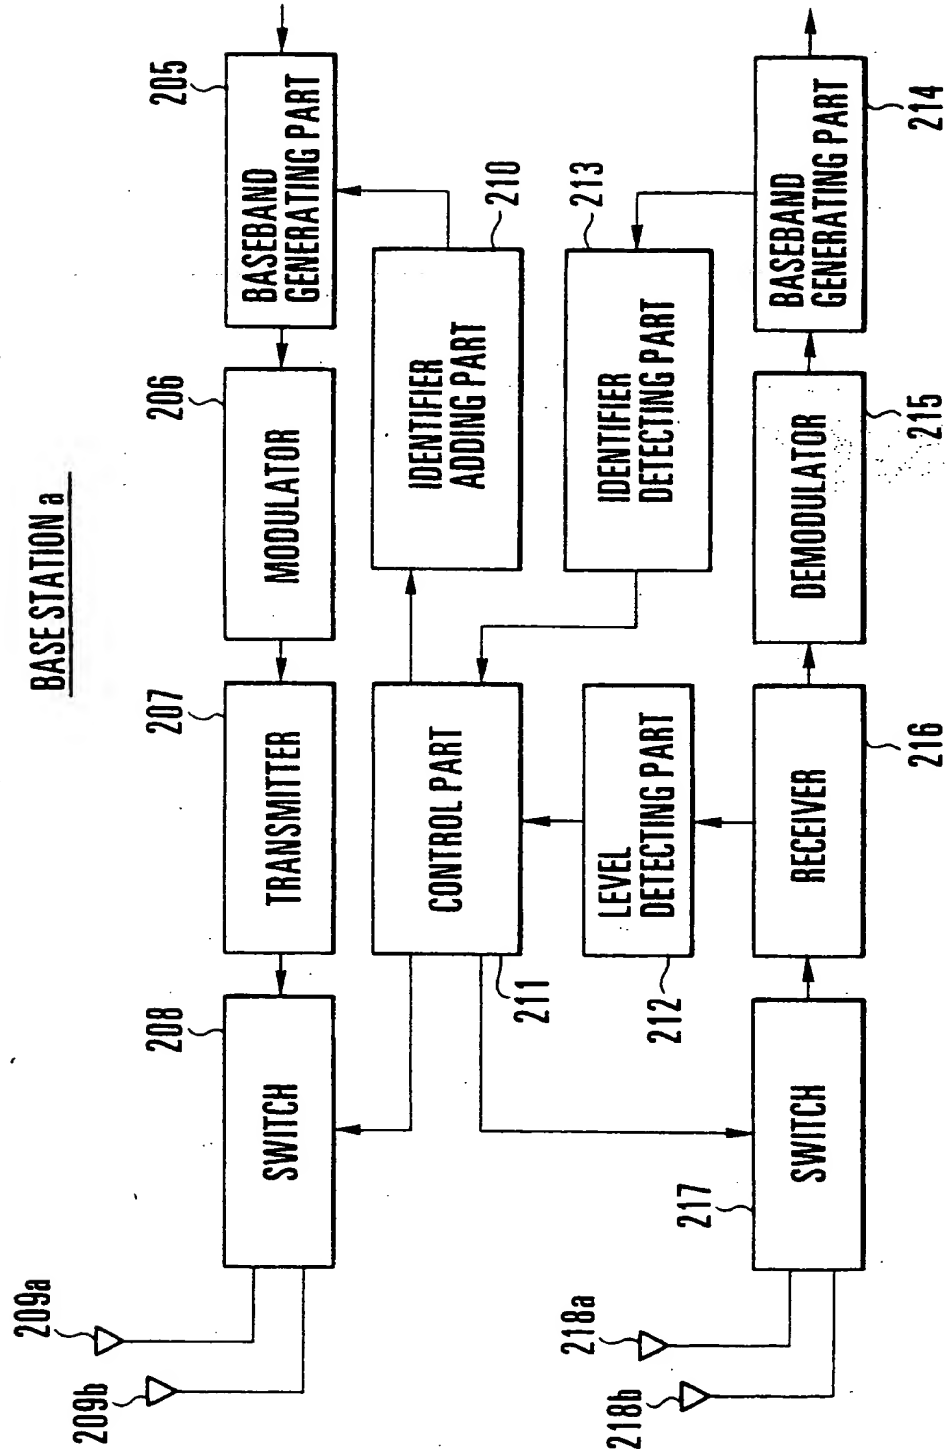 BASE STATION a
209a
209b
208
SWITCH
207
TRANSMITTER
206
MODULATOR
205
BASEBAND
GENERATING PART
CONTROL PART
211
IDENTIFIER
ADDING PART
210
LEVEL
DETECTING PART
212
IDENTIFIER
DETECTING PART
213
218a
218b
217
SWITCH
RECEIVER
216
DEMODULATOR
215
BASEBAND
GENERATING PART
214